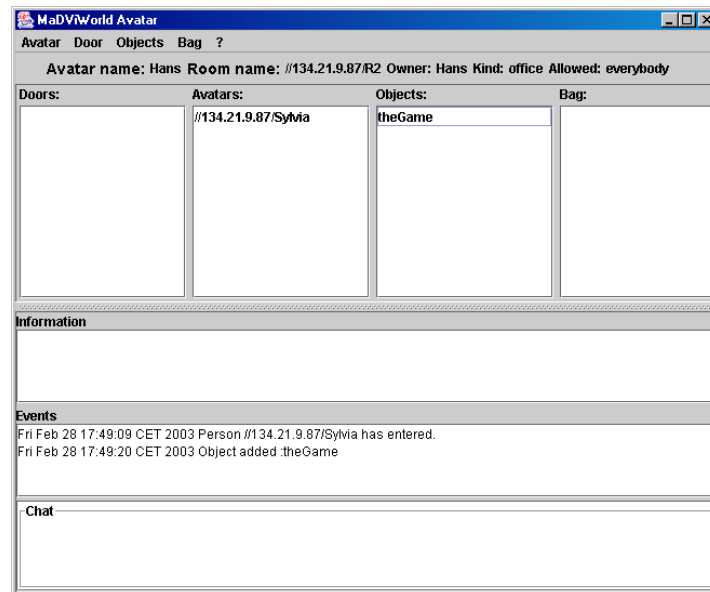 MaDViWorld Avatar
Avatar Door Objects Bag ?
Avatar name: Hans Room name: //134.21.9.87/R2 Owner: Hans Kind: office Allowed: everybody
Doors: Avatars: Objects: Bag:
//134.21.9.87/Sylvia theGame
Information
Events
Fri Feb 28 17:49:09 CET 2003 Person //134.21.9.87/Sylvia has entered.
Fri Feb 28 17:49:20 CET 2003 Object added :theGame
Chat